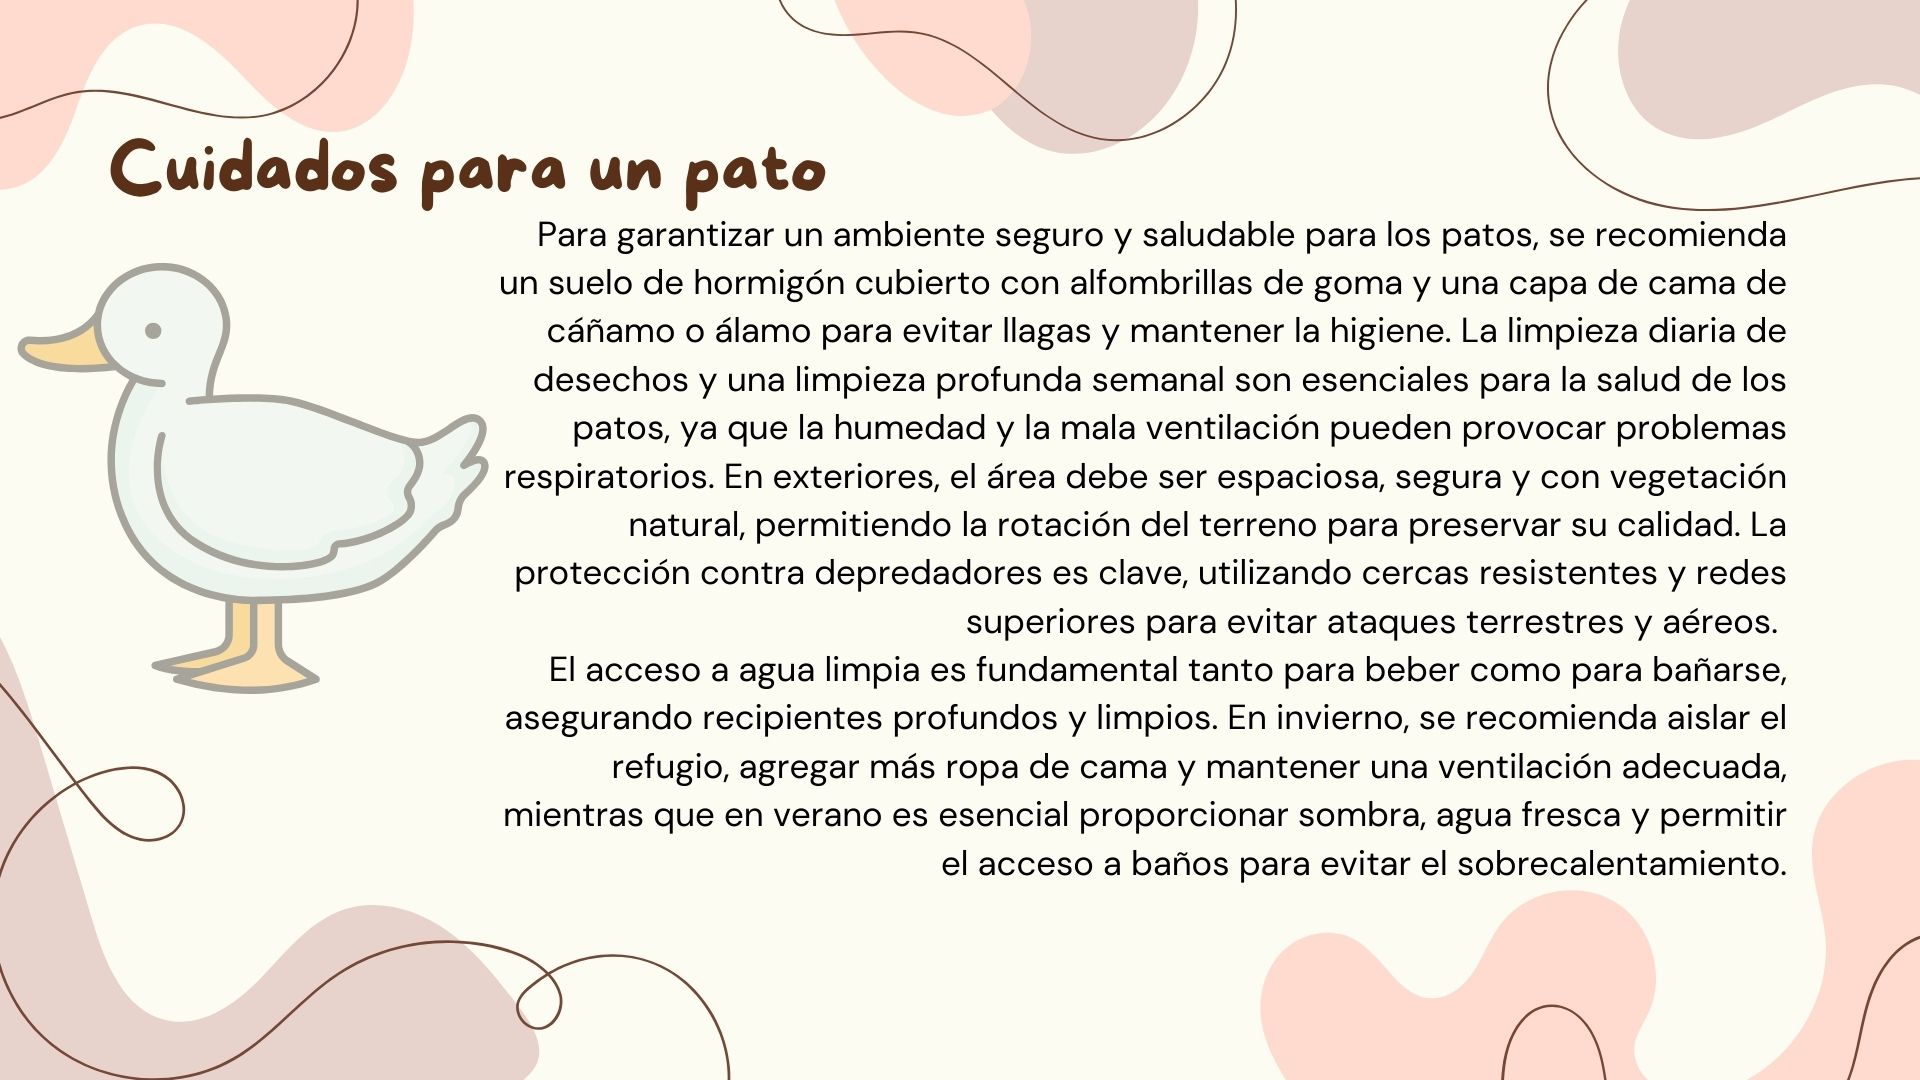 Cuidados para un pato
Para garantizar un ambiente seguro y saludable para los patos, se recomienda
un suelo de hormigón cubierto con alfombrillas de goma y una capa de cama de
cáñamo o álamo para evitar llagas y mantener la higiene. La limpieza diaria de
desechos y una limpieza profunda semanal son esenciales para la salud de los
patos, ya que la humedad y la mala ventilación pueden provocar problemas
respiratorios. En exteriores, el área debe ser espaciosa, segura y con vegetación
natural, permitiendo la rotación del terreno para preservar su calidad. La
protección contra depredadores es clave, utilizando cercas resistentes y redes
superiores para evitar ataques terrestres y aéreos.
El acceso a agua limpia es fundamental tanto para beber como para bañarse,
asegurando recipientes profundos y limpios. En invierno, se recomienda aislar el
refugio, agregar más ropa de cama y mantener una ventilación adecuada,
mientras que en verano es esencial proporcionar sombra, agua fresca y permitir
el acceso a baños para evitar el sobrecalentamiento.